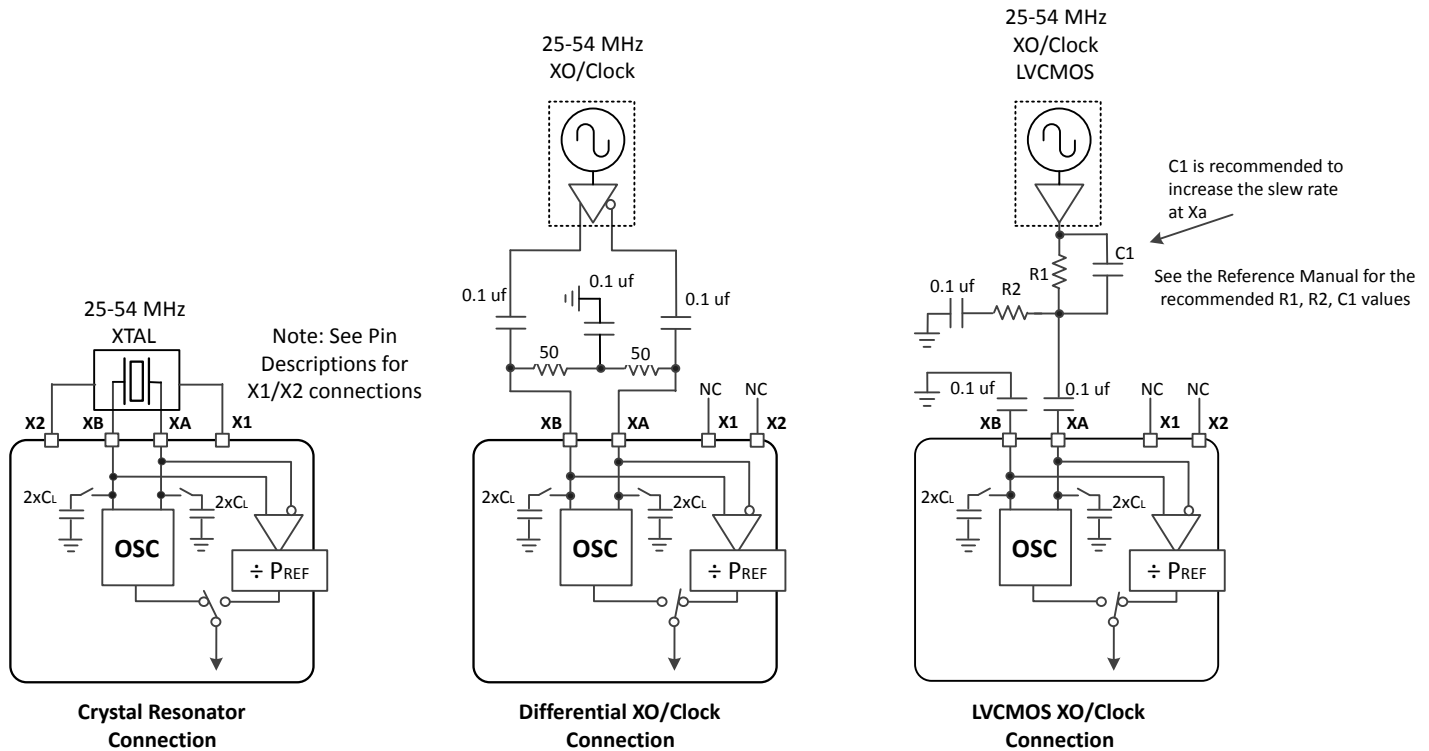 25-54 MHz
XTAL
Note: See Pin
Descriptions for
X1/X2 connections
X2
XB
XA
X1
2xCL
2xCL
OSC
÷ PREF
Crystal Resonator
Connection
25-54 MHz
XO/Clock
0.1 uf
0.1 uf
0.1 uf
50
50
NC
NC
XB
XA
X1
X2
2xCL
2xCL
OSC
÷ PREF
Differential XO/Clock
Connection
25-54 MHz
XO/Clock
LVCMOS
C1 is recommended to
increase the slew rate
at Xa
C1
R1
See the Reference Manual for the
recommended R1, R2, C1 values
0.1 uf
R2
0.1 uf
0.1 uf
NC
NC
XB
XA
X1
X2
2xCL
2xCL
OSC
÷ PREF
LVCMOS XO/Clock
Connection